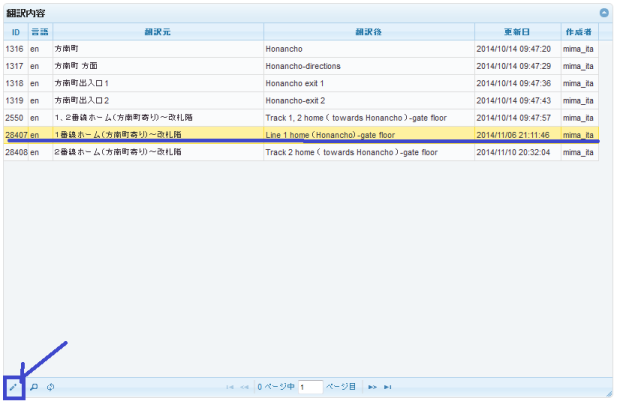 翻訳内容
ID 言語 翻訳元 翻訳後 更新日 作成者
1316 en 方南町 Honancho 2014/10/14 09:47:20 mima_ita
1317 en 方南町 方面 Honancho-directions 2014/10/14 09:47:29 mima_ita
1318 en 方南町出入口1 Honancho exit 1 2014/10/14 09:47:36 mima_ita
1319 en 方南町出入口2 Honancho-exit 2 2014/10/14 09:47:43 mima_ita
2550 en 1、2番線ホーム(方南町寄り)～改札階 Track 1, 2 home ( towards Honancho )-gate floor 2014/10/14 09:47:57 mima_ita
28407 en 1番線ホーム(方南町寄り)～改札階 Line 1 home (Honancho)-gate floor 2014/11/06 21:11:46 mima_ita
28408 en 2番線ホーム(方南町寄り)～改札階 Track 2 home ( towards Honancho )-gate floor 2014/11/10 20:32:04 mima_ita
0 ページ中 1 ページ目